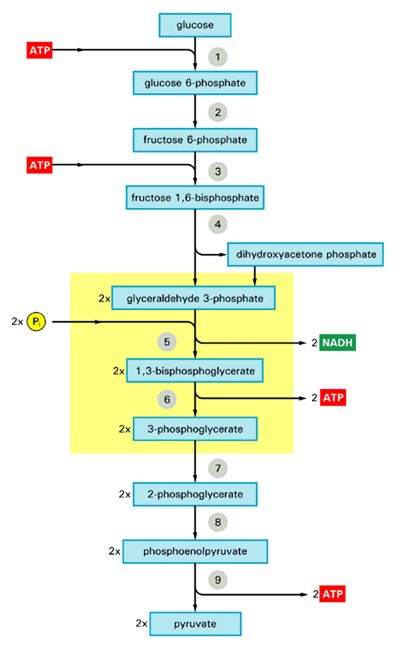 glucose
ATP
1
glucose 6-phosphate
2
fructose 6-phosphate
ATP
3
fructose 1,6-bisphosphate
4
dihydroxyacetone phosphate
2x glyceraldehyde 3-phosphate
2x Pi
5
2 NADH
2x 1,3-bisphosphoglycerate
6
2 ATP
2x 3-phosphoglycerate
7
2x 2-phosphoglycerate
8
2x phosphoenolpyruvate
9
2 ATP
2x pyruvate